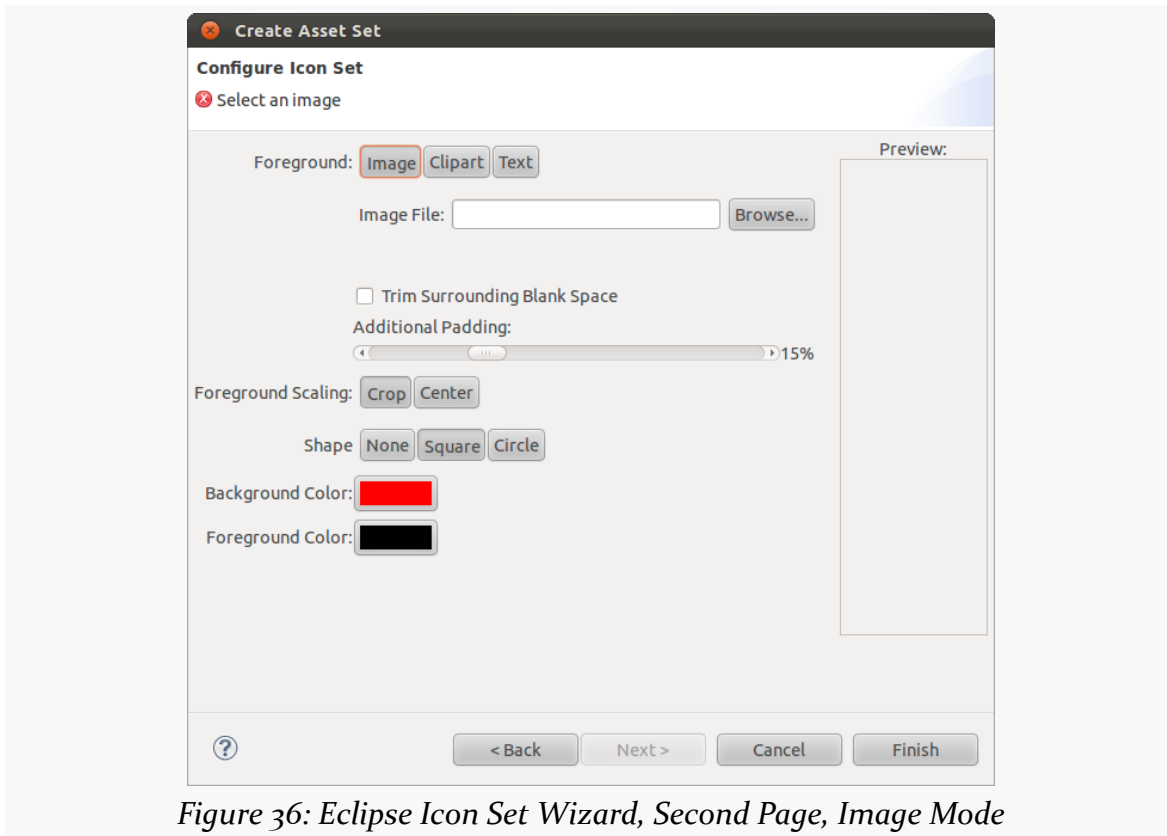 Create Asset Set
Configure Icon Set
Select an image
Preview:
Foreground: Image Clipart Text
Image File: Browse...
Trim Surrounding Blank Space
Additional Padding:
15%
Foreground Scaling: Crop Center
Shape None Square Circle
Background Color:
Foreground Color:
? < Back Next > Cancel Finish
Figure 36: Eclipse Icon Set Wizard, Second Page, Image Mode